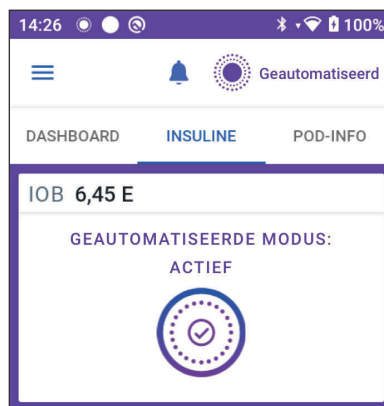 14:26 100%
Geautomatiseerd
DASHBOARD INSULINE POD-INFO
IOB 6,45 E
GEAUTOMATISEERDE MODUS:
ACTIEF